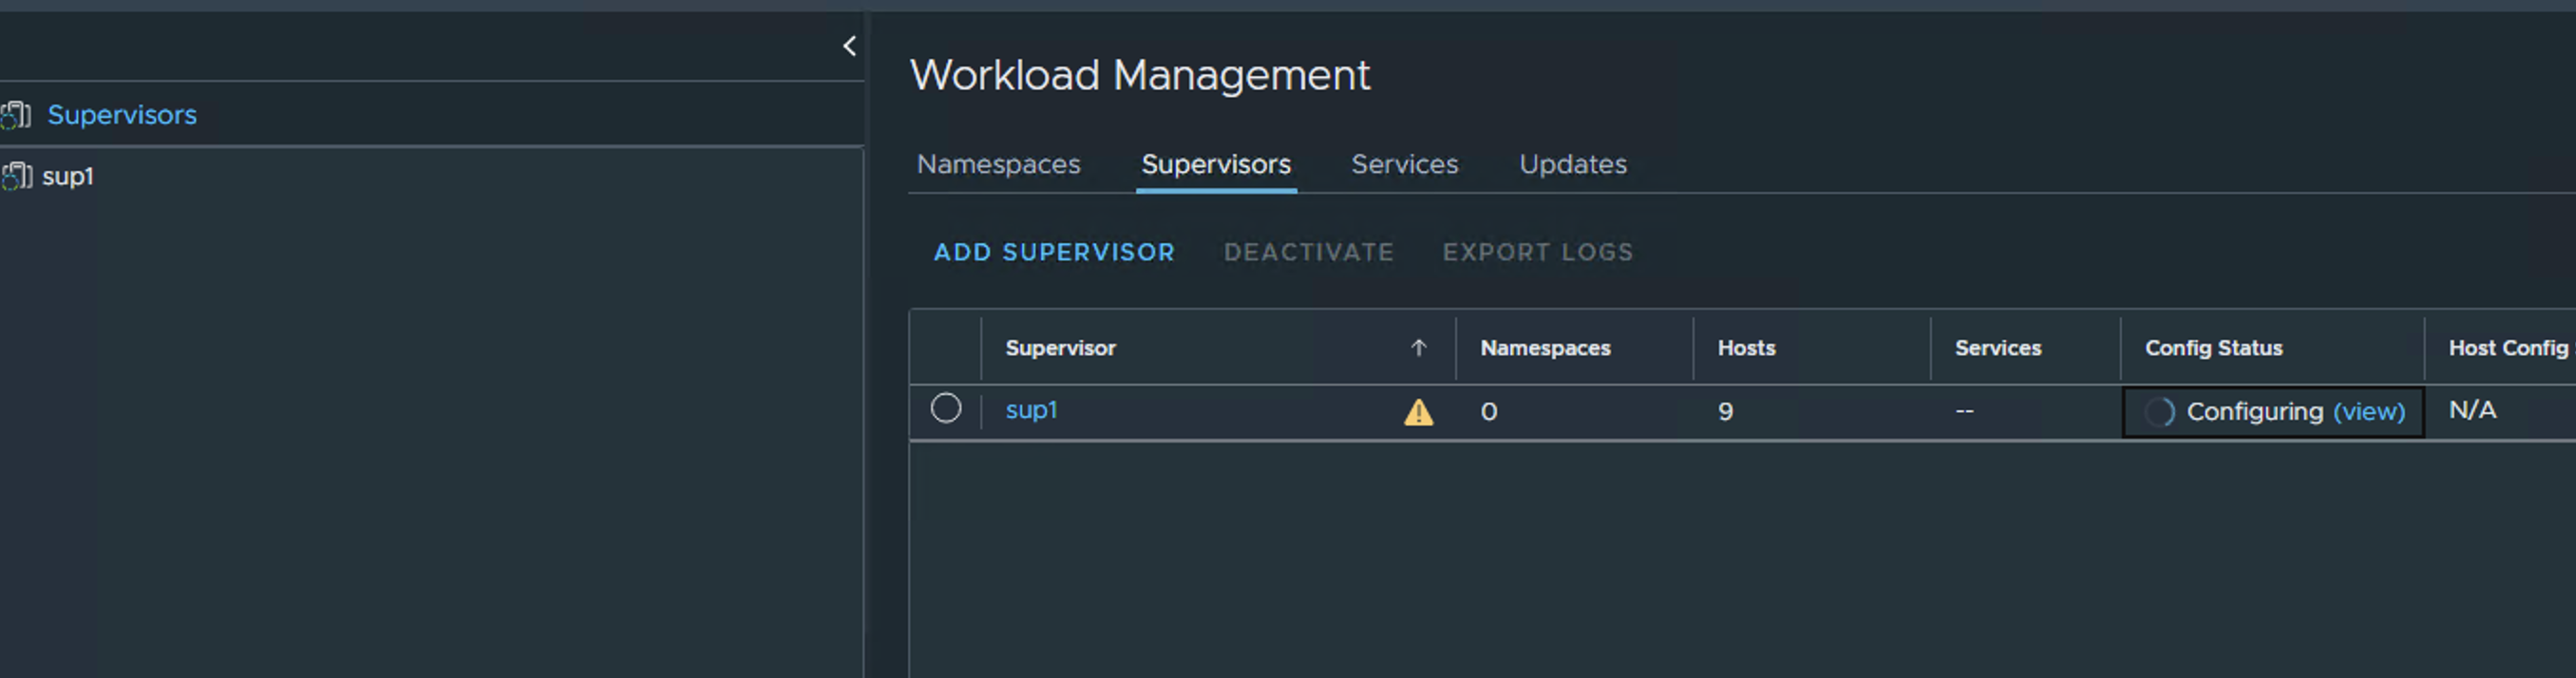 Supervisors
sup1
Workload Management
Namespaces Supervisors Services Updates
ADD SUPERVISOR DEACTIVATE EXPORT LOGS
Supervisor Namespaces Hosts Services Config Status Host Config
sup1 0 9 -- Configuring (view) N/A